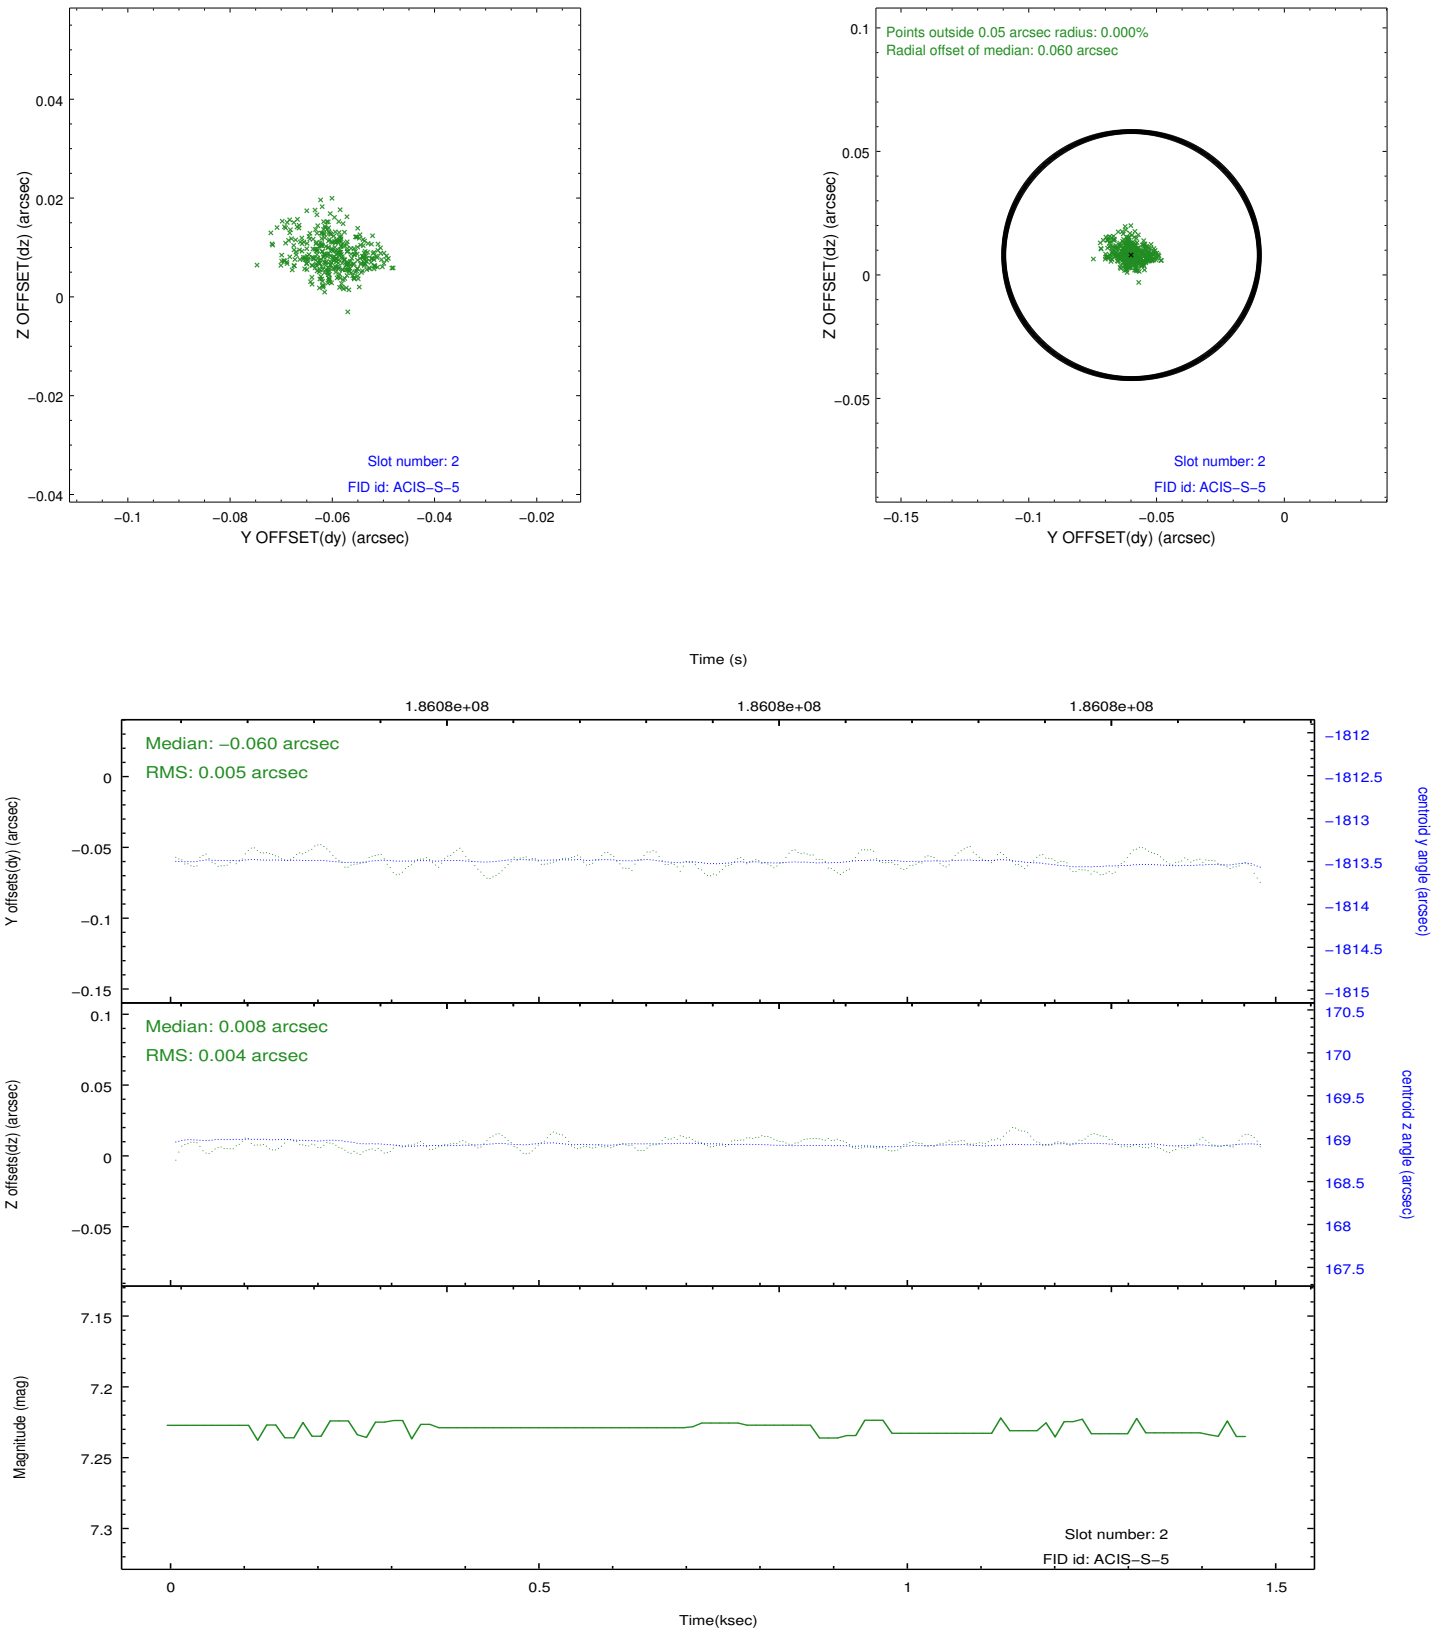 0.04
0.02
0
−0.02
−0.04
Z OFFSET(dz) (arcsec)
Slot number: 2
FID id: ACIS−S−5
−0.1
−0.08
−0.06
−0.04
−0.02
Y OFFSET(dy) (arcsec)
Points outside 0.05 arcsec radius: 0.000%
Radial offset of median: 0.060 arcsec
0.1
0.05
0
−0.05
Z OFFSET(dz) (arcsec)
Slot number: 2
FID id: ACIS−S−5
−0.15
−0.1
−0.05
0
Y OFFSET(dy) (arcsec)
Time (s)
1.8608e+08
1.8608e+08
1.8608e+08
Median: −0.060 arcsec
RMS: 0.005 arcsec
0
−0.05
−0.1
−0.15
Y offsets(dy) (arcsec)
−1812
−1812.5
−1813
−1813.5
−1814
−1814.5
−1815
centroid y angle (arcsec)
Median: 0.008 arcsec
RMS: 0.004 arcsec
0.1
0.05
0
−0.05
Z offsets(dz) (arcsec)
170.5
170
169.5
169
168.5
168
167.5
centroid z angle (arcsec)
7.15
7.2
7.25
7.3
Magnitude (mag)
Slot number: 2
FID id: ACIS−S−5
0
0.5
1
1.5
Time(ksec)